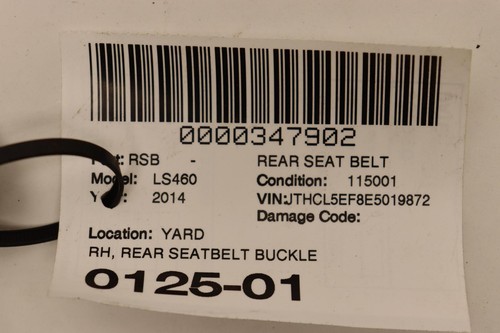 0000347902
RSB - REAR SEAT BELT
Model: LS460 Condition: 115001
2014 VIN:JTHCL5EF8E5019872
Damage Code:
Location: YARD
RH, REAR SEATBELT BUCKLE
0125-01